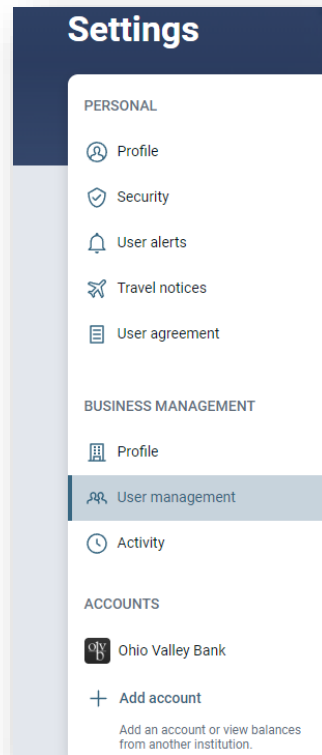 Settings
PERSONAL
Profile
Security
User alerts
Travel notices
User agreement
BUSINESS MANAGEMENT
Profile
User management
Activity
ACCOUNTS
olv
b
Ohio Valley Bank
Add account
Add an account or view balances
from another institution.